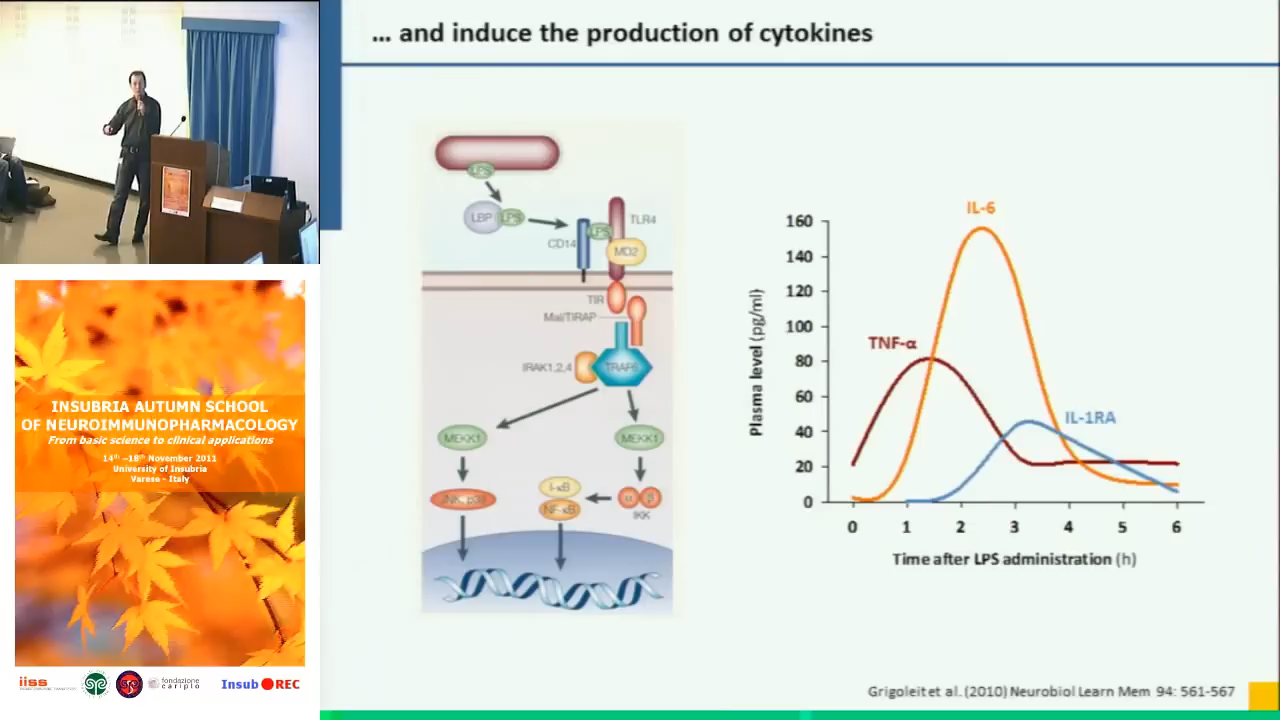 ... and induce the production of cytokines
LPS
LBP
LPS
LPS
TLR4
CD14
MD2
TIR
Mal/TIRAP
IRAK1,2,4
TRAF6
MEKK1
MEKK1
JNK, p38
I-κB
NF-κB
α
β
IKK
IL-6
TNF-α
IL-1RA
Plasma level (pg/ml)
160
140
120
100
80
60
40
20
0
0 1 2 3 4 5 6
Time after LPS administration (h)
Grigoleit et al. (2010) Neurobiol Learn Mem 94: 561-567
INSUBRIA AUTUMN SCHOOL
OF NEUROIMMUNOPHARMACOLOGY
From basic science to clinical applications
14th –18th November 2011
University of Insubria
Varese - Italy
iiss
fondazione
cariplo
Insub REC